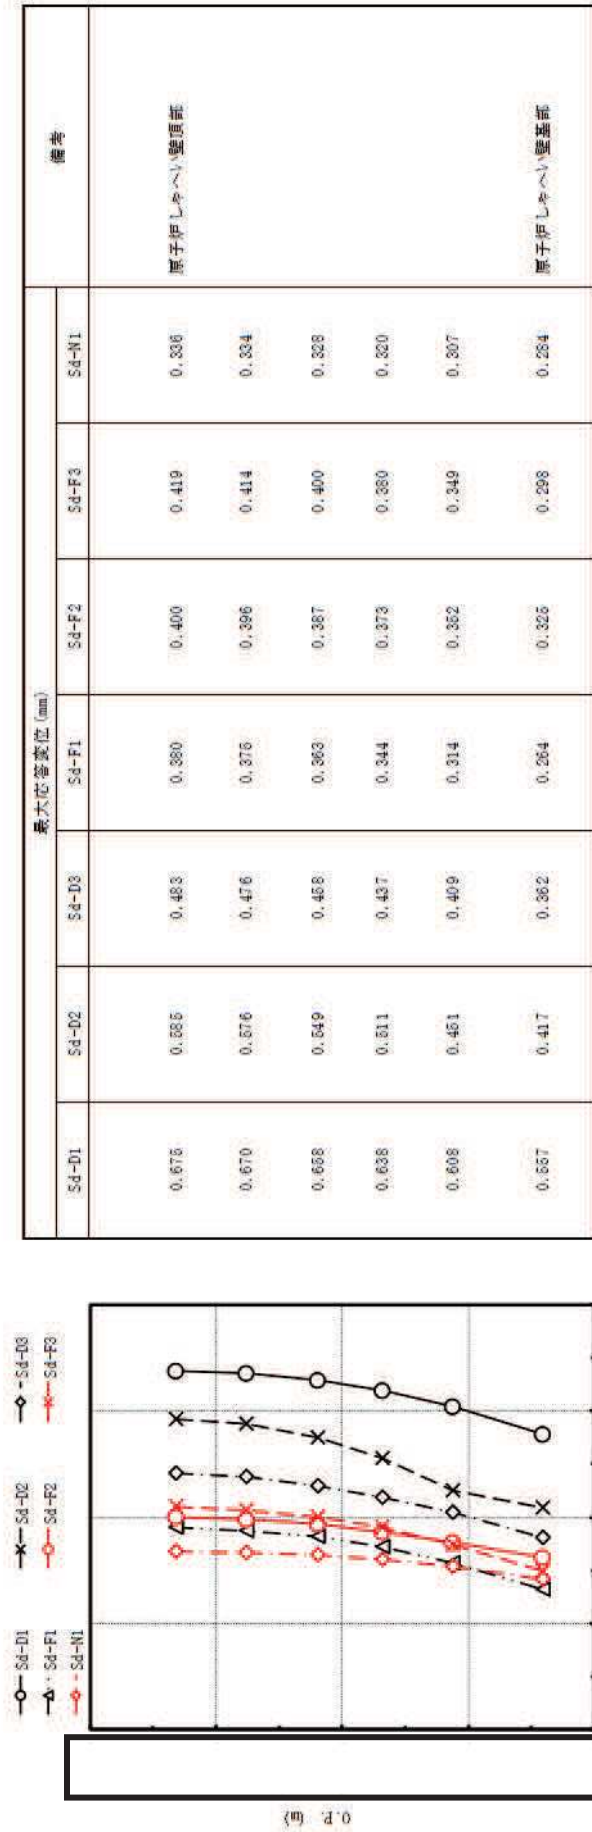 Sd-D1 Sd-D2 Sd-D3
Sd-F1 Sd-F2 Sd-F3
Sd-N1
O.P. (m)
最大応答変位(mm) 備考
Sd-D1 Sd-D2 Sd-D3 Sd-F1 Sd-F2 Sd-F3 Sd-N1
0.675 0.585 0.483 0.380 0.400 0.419 0.336 原子炉しゃへい壁頂部
0.670 0.576 0.476 0.375 0.396 0.414 0.334
0.658 0.549 0.458 0.363 0.387 0.400 0.328
0.638 0.511 0.437 0.344 0.373 0.380 0.320
0.608 0.451 0.409 0.314 0.352 0.349 0.307
0.557 0.417 0.362 0.264 0.325 0.298 0.284 原子炉しゃへい壁基部